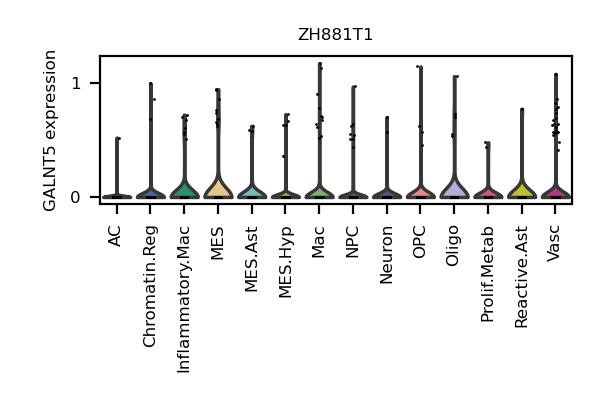 ZH881T1
GALNT5 expression
1
0
AC
Chromatin.Reg
Inflammatory.Mac
MES
MES.Ast
MES.Hyp
Mac
NPC
Neuron
OPC
Oligo
Prolif.Metab
Reactive.Ast
Vasc